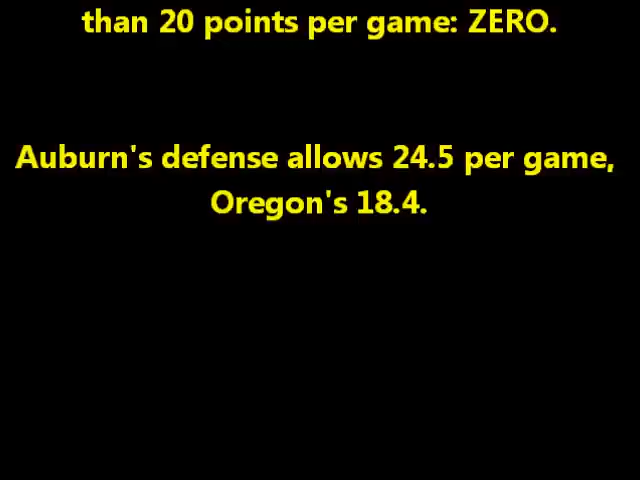 than 20 points per game: ZERO.
Auburn's defense allows 24.5 per game,
Oregon's 18.4.